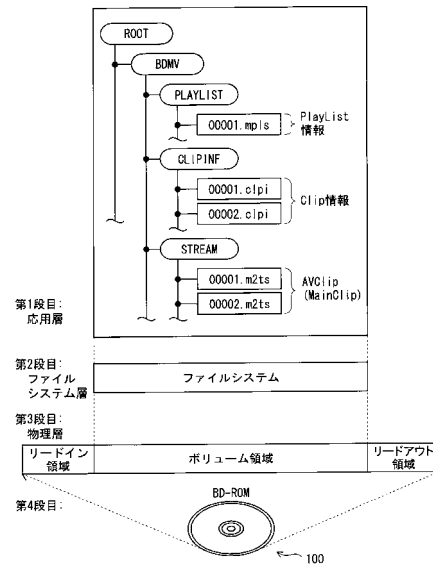 ROOT
BDMV
PLAYLIST
00001.mpls
PlayList
情報
CLIPINF
00001.clpi
00002.clpi
Clip情報
STREAM
00001.m2ts
00002.m2ts
AVClip
(MainClip)
第1段目:
応用層
第2段目:
ファイル
システム層
ファイルシステム
第3段目:
物理層
リードイン
領域
ボリューム領域
リードアウト
領域
第4段目:
BD-ROM
100